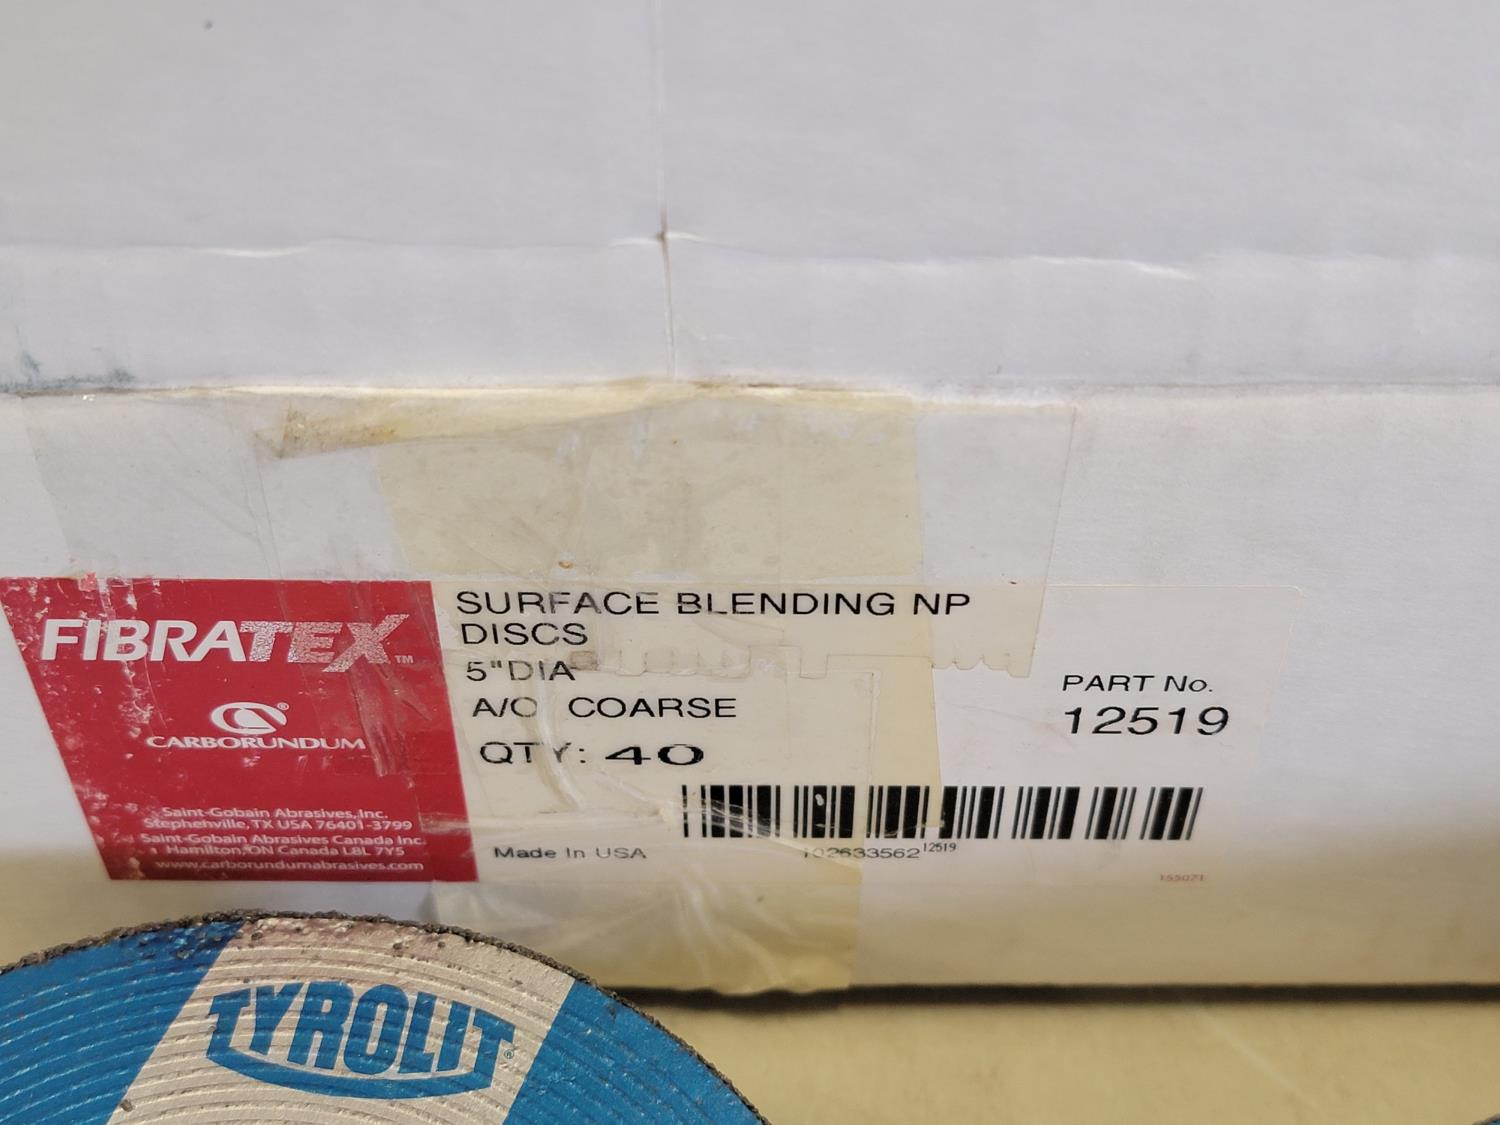 FIBRATEX™
CARBORUNDUM®
Saint-Gobain Abrasives, Inc.
Stephenville, TX USA 76401-3799
Saint-Gobain Abrasives Canada Inc.
Hamilton, ON Canada L8L 7Y5
www.carborundumabrasives.com
SURFACE BLENDING NP
DISCS
5"DIA
A/O COARSE
QTY: 40
Made In USA
PART No.
12519
102633562 12519
155071
TYROLIT®